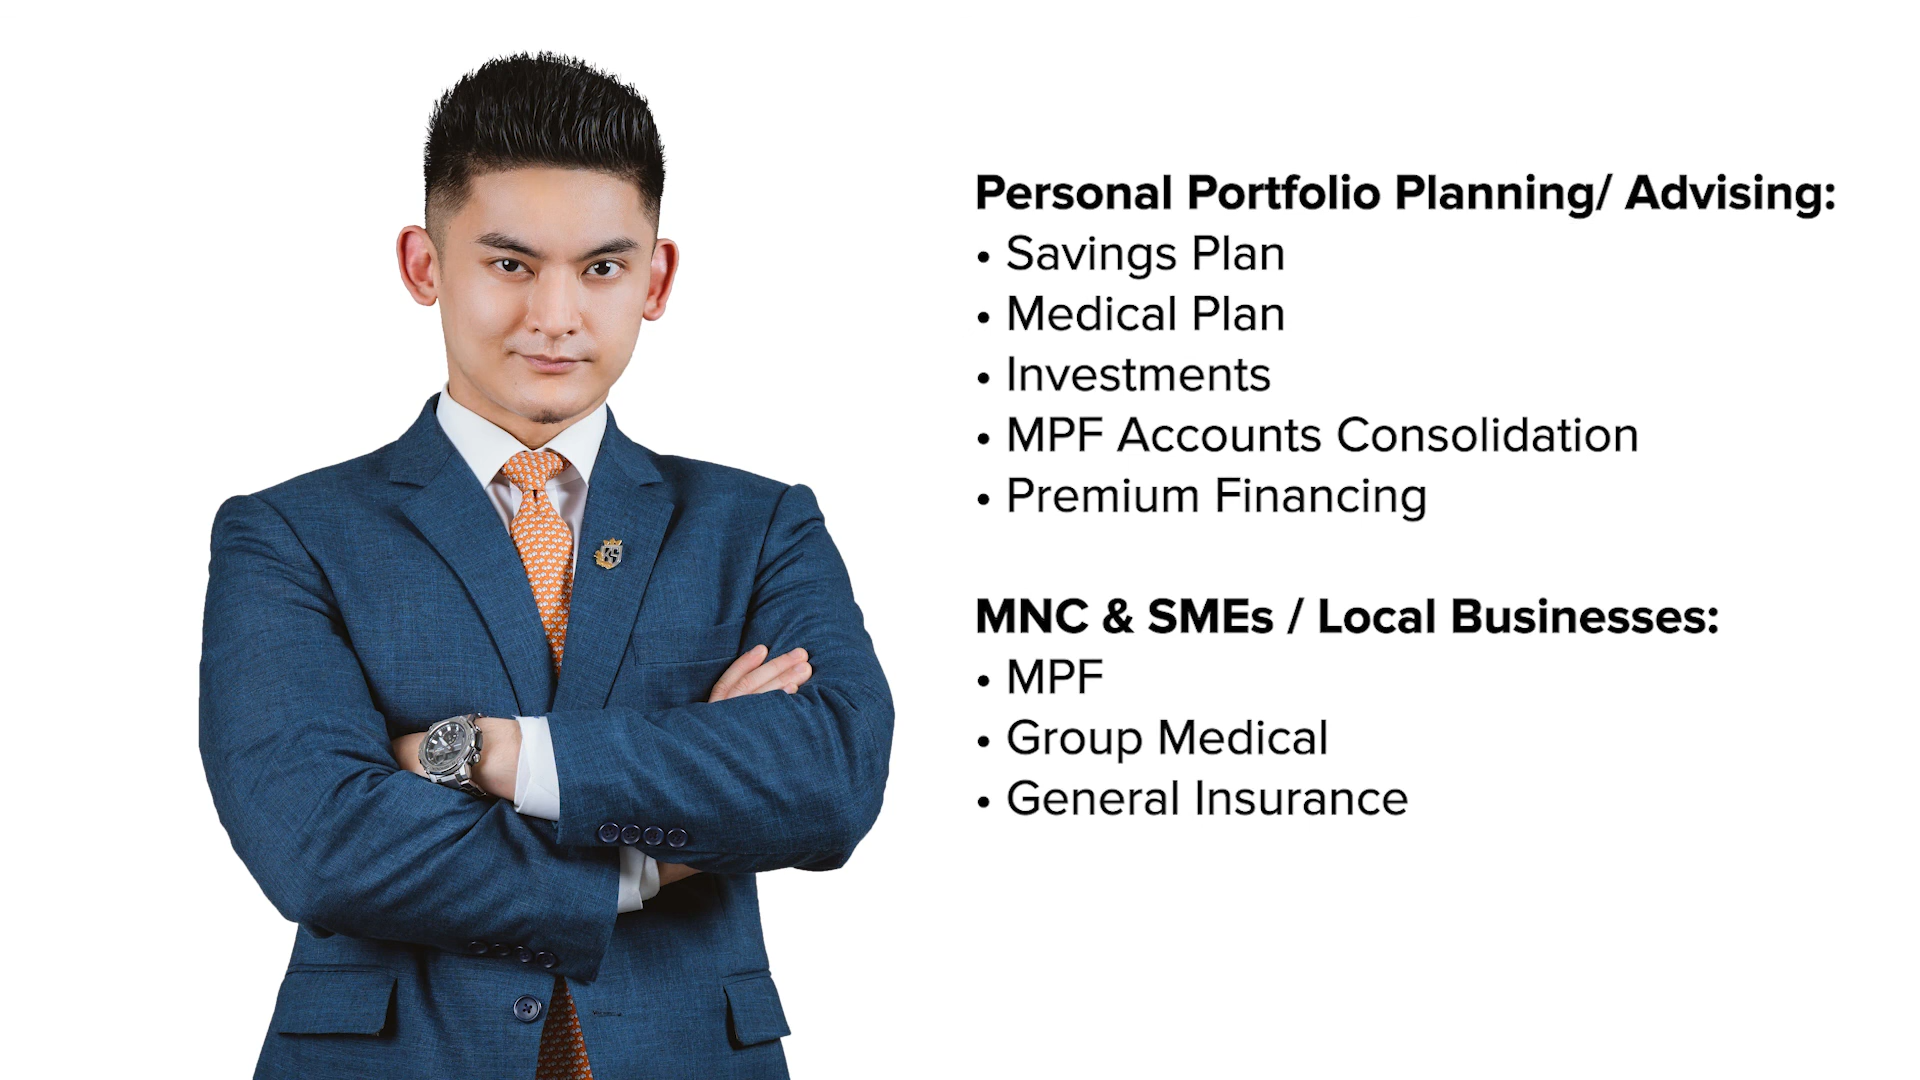 Personal Portfolio Planning/ Advising:
• Savings Plan
• Medical Plan
• Investments
• MPF Accounts Consolidation
• Premium Financing
MNC & SMEs / Local Businesses:
• MPF
• Group Medical
• General Insurance